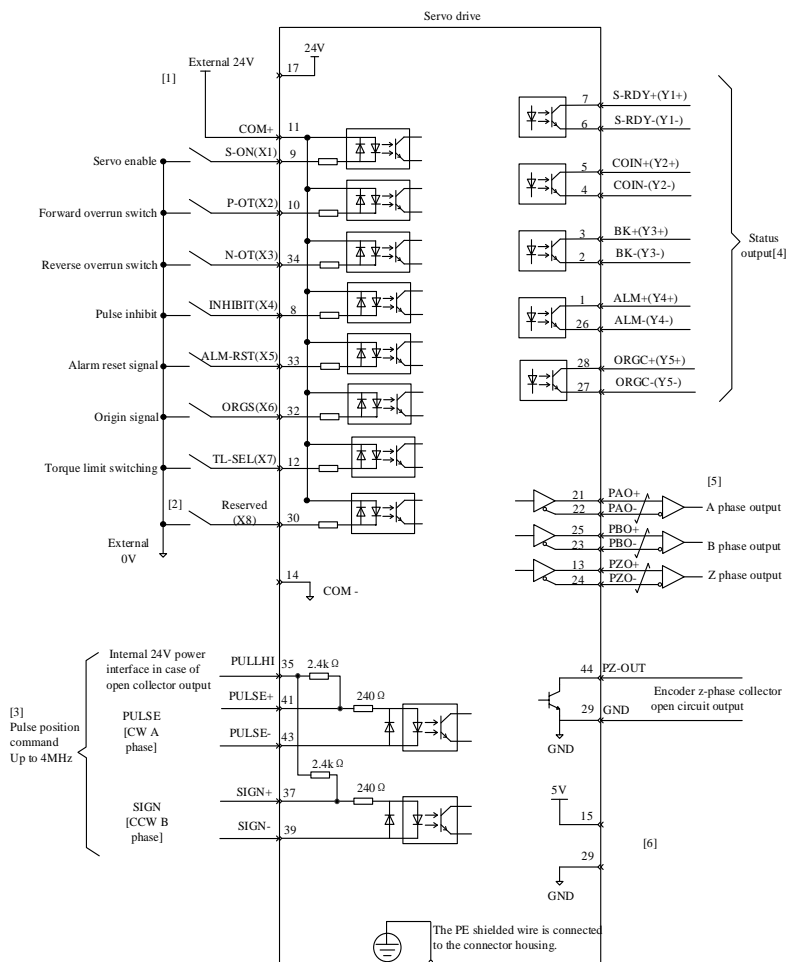 Servo drive
External 24V
24V
[1]
17
COM+
11
Servo enable
S-ON(X1)
9
Forward overrun switch
P-OT(X2)
10
Reverse overrun switch
N-OT(X3)
34
Pulse inhibit
INHIBIT(X4)
8
Alarm reset signal
ALM-RST(X5)
33
Origin signal
ORGS(X6)
32
Torque limit switching
TL-SEL(X7)
12
[2]
Reserved
(X8)
30
External
0V
14
COM -
7
S-RDY+(Y1+)
6
S-RDY-(Y1-)
5
COIN+(Y2+)
4
COIN-(Y2-)
3
BK+(Y3+)
2
BK-(Y3-)
1
ALM+(Y4+)
26
ALM-(Y4-)
28
ORGC+(Y5+)
27
ORGC-(Y5-)
Status
output[4]
[5]
21
PAO+
22
PAO-
A phase output
25
PBO+
23
PBO-
B phase output
13
PZO+
24
PZO-
Z phase output
Internal 24V power
interface in case of
open collector output
PULLHI
35
2.4kΩ
PULSE+
41
240Ω
PULSE-
43
[3]
Pulse position
command
Up to 4MHz
PULSE
[CW A
phase]
2.4kΩ
SIGN+
37
240Ω
SIGN
[CCW B
phase]
SIGN-
39
44
PZ-OUT
Encoder z-phase collector
open circuit output
29
GND
GND
5V
15
[6]
29
GND
The PE shielded wire is connected
to the connector housing.